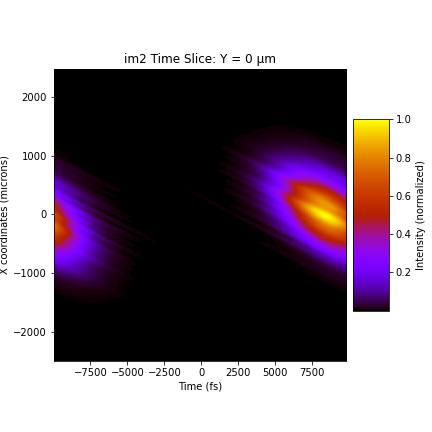 im2 Time Slice: Y = 0 μm
2000
1000
0
−1000
−2000
X coordinates (microns)
−7500 −5000 −2500 0 2500 5000 7500
Time (fs)
1.0
0.8
0.6
0.4
0.2
Intensity (normalized)